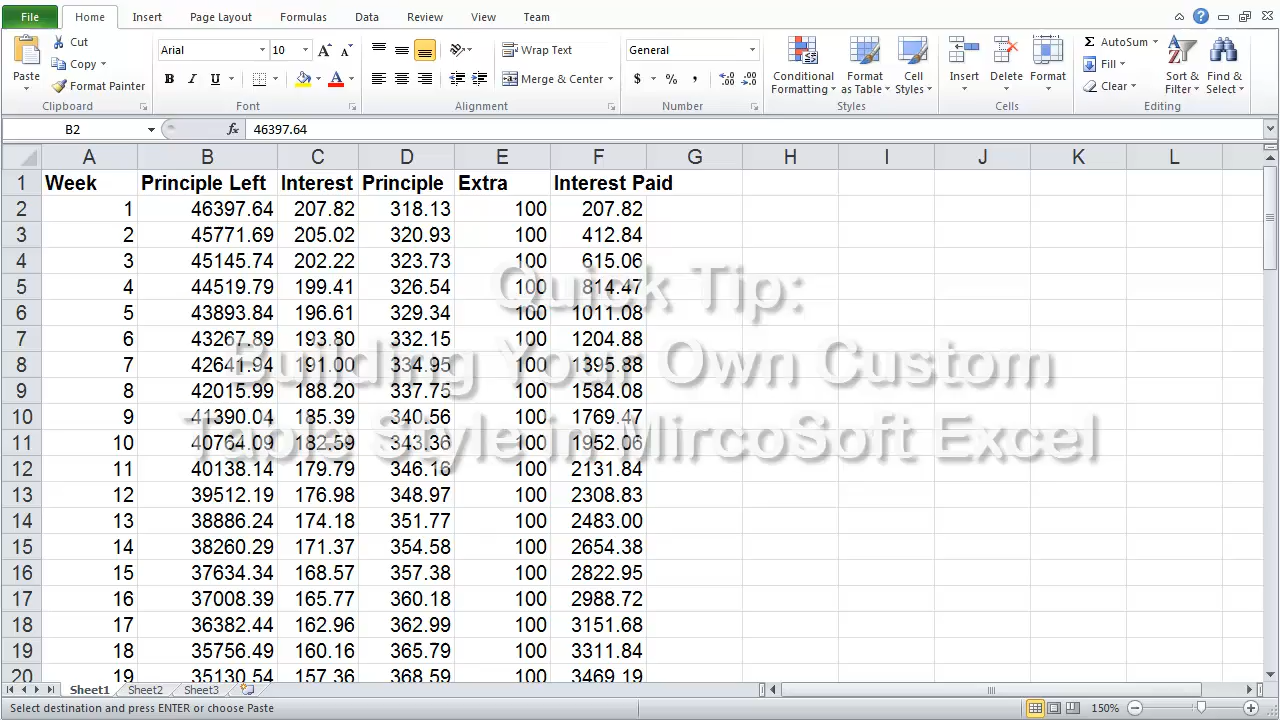 File Home Insert Page Layout Formulas Data Review View Team
Cut
Copy
Format Painter
Paste
Clipboard
Arial 10
B I U
Font
Wrap Text
Merge & Center
Alignment
General
$ % ,
Number
Conditional Formatting
Format as Table
Cell Styles
Styles
Insert Delete Format
Cells
AutoSum
Fill
Clear
Sort & Filter
Find & Select
Editing
B2 fx 46397.64
A B C D E F G H I J K L
1 Week Principle Left Interest Principle Extra Interest Paid
2 1 46397.64 207.82 318.13 100 207.82
3 2 45771.69 205.02 320.93 100 412.84
4 3 45145.74 202.22 323.73 100 615.06
5 4 44519.79 199.41 326.54 100 814.47
6 5 43893.84 196.61 329.34 100 1011.08
7 6 43267.89 193.80 332.15 100 1204.88
8 7 42641.94 191.00 334.95 100 1395.88
9 8 42015.99 188.20 337.75 100 1584.08
10 9 41390.04 185.39 340.56 100 1769.47
11 10 40764.09 182.59 343.36 100 1952.06
12 11 40138.14 179.79 346.16 100 2131.84
13 12 39512.19 176.98 348.97 100 2308.83
14 13 38886.24 174.18 351.77 100 2483.00
15 14 38260.29 171.37 354.58 100 2654.38
16 15 37634.34 168.57 357.38 100 2822.95
17 16 37008.39 165.77 360.18 100 2988.72
18 17 36382.44 162.96 362.99 100 3151.68
19 18 35756.49 160.16 365.79 100 3311.84
20 19 35130.54 157.36 368.59 100 3469.19
Quick Tip:
Building Your Own Custom
Table Style in MircoSoft Excel
Sheet1 Sheet2 Sheet3
Select destination and press ENTER or choose Paste 150%